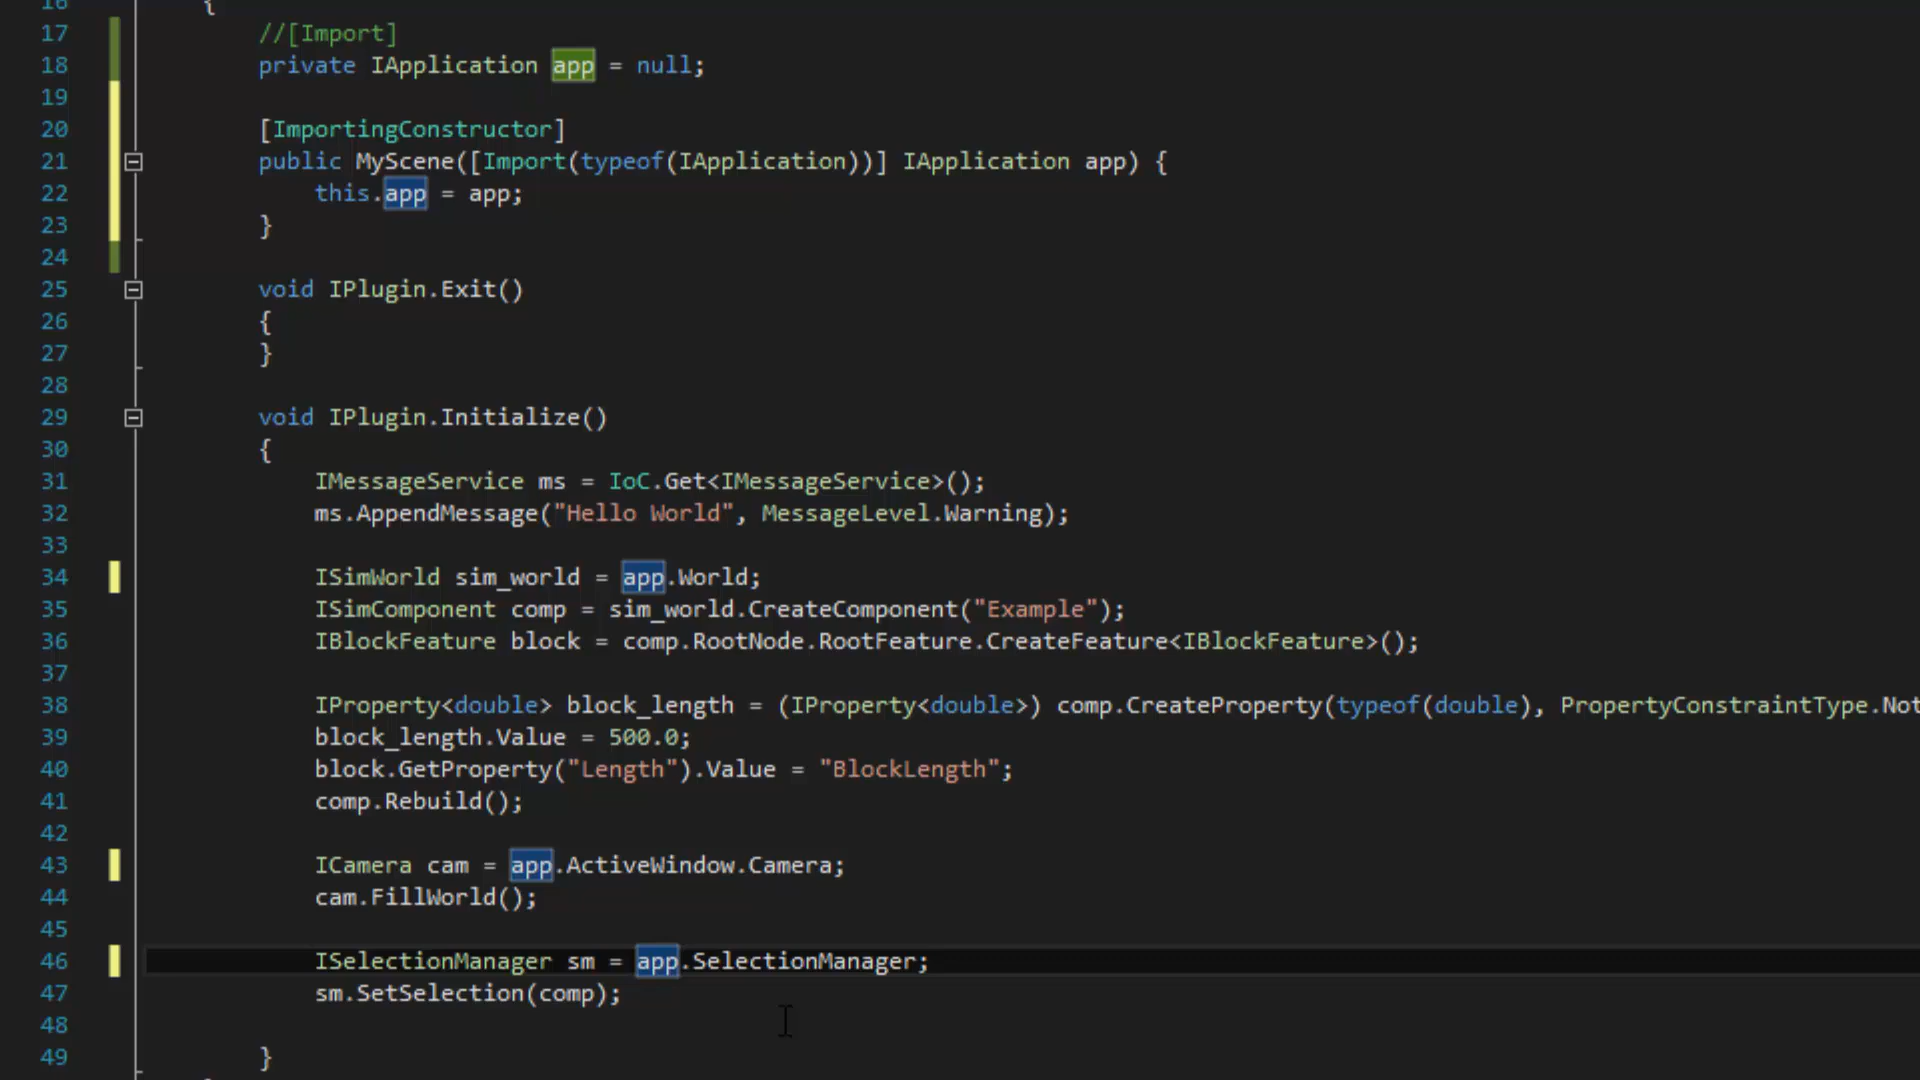 16 {
17 //[Import]
18 private IApplication app = null;
19
20 [ImportingConstructor]
21 public MyScene([Import(typeof(IApplication))] IApplication app) {
22 this.app = app;
23 }
24
25 void IPlugin.Exit()
26 {
27 }
28
29 void IPlugin.Initialize()
30 {
31 IMessageService ms = IoC.Get<IMessageService>();
32 ms.AppendMessage("Hello World", MessageLevel.Warning);
33
34 ISimWorld sim_world = app.World;
35 ISimComponent comp = sim_world.CreateComponent("Example");
36 IBlockFeature block = comp.RootNode.RootFeature.CreateFeature<IBlockFeature>();
37
38 IProperty<double> block_length = (IProperty<double>) comp.CreateProperty(typeof(double), PropertyConstraintType.Not
39 block_length.Value = 500.0;
40 block.GetProperty("Length").Value = "BlockLength";
41 comp.Rebuild();
42
43 ICamera cam = app.ActiveWindow.Camera;
44 cam.FillWorld();
45
46 ISelectionManager sm = app.SelectionManager;
47 sm.SetSelection(comp);
48
49 }